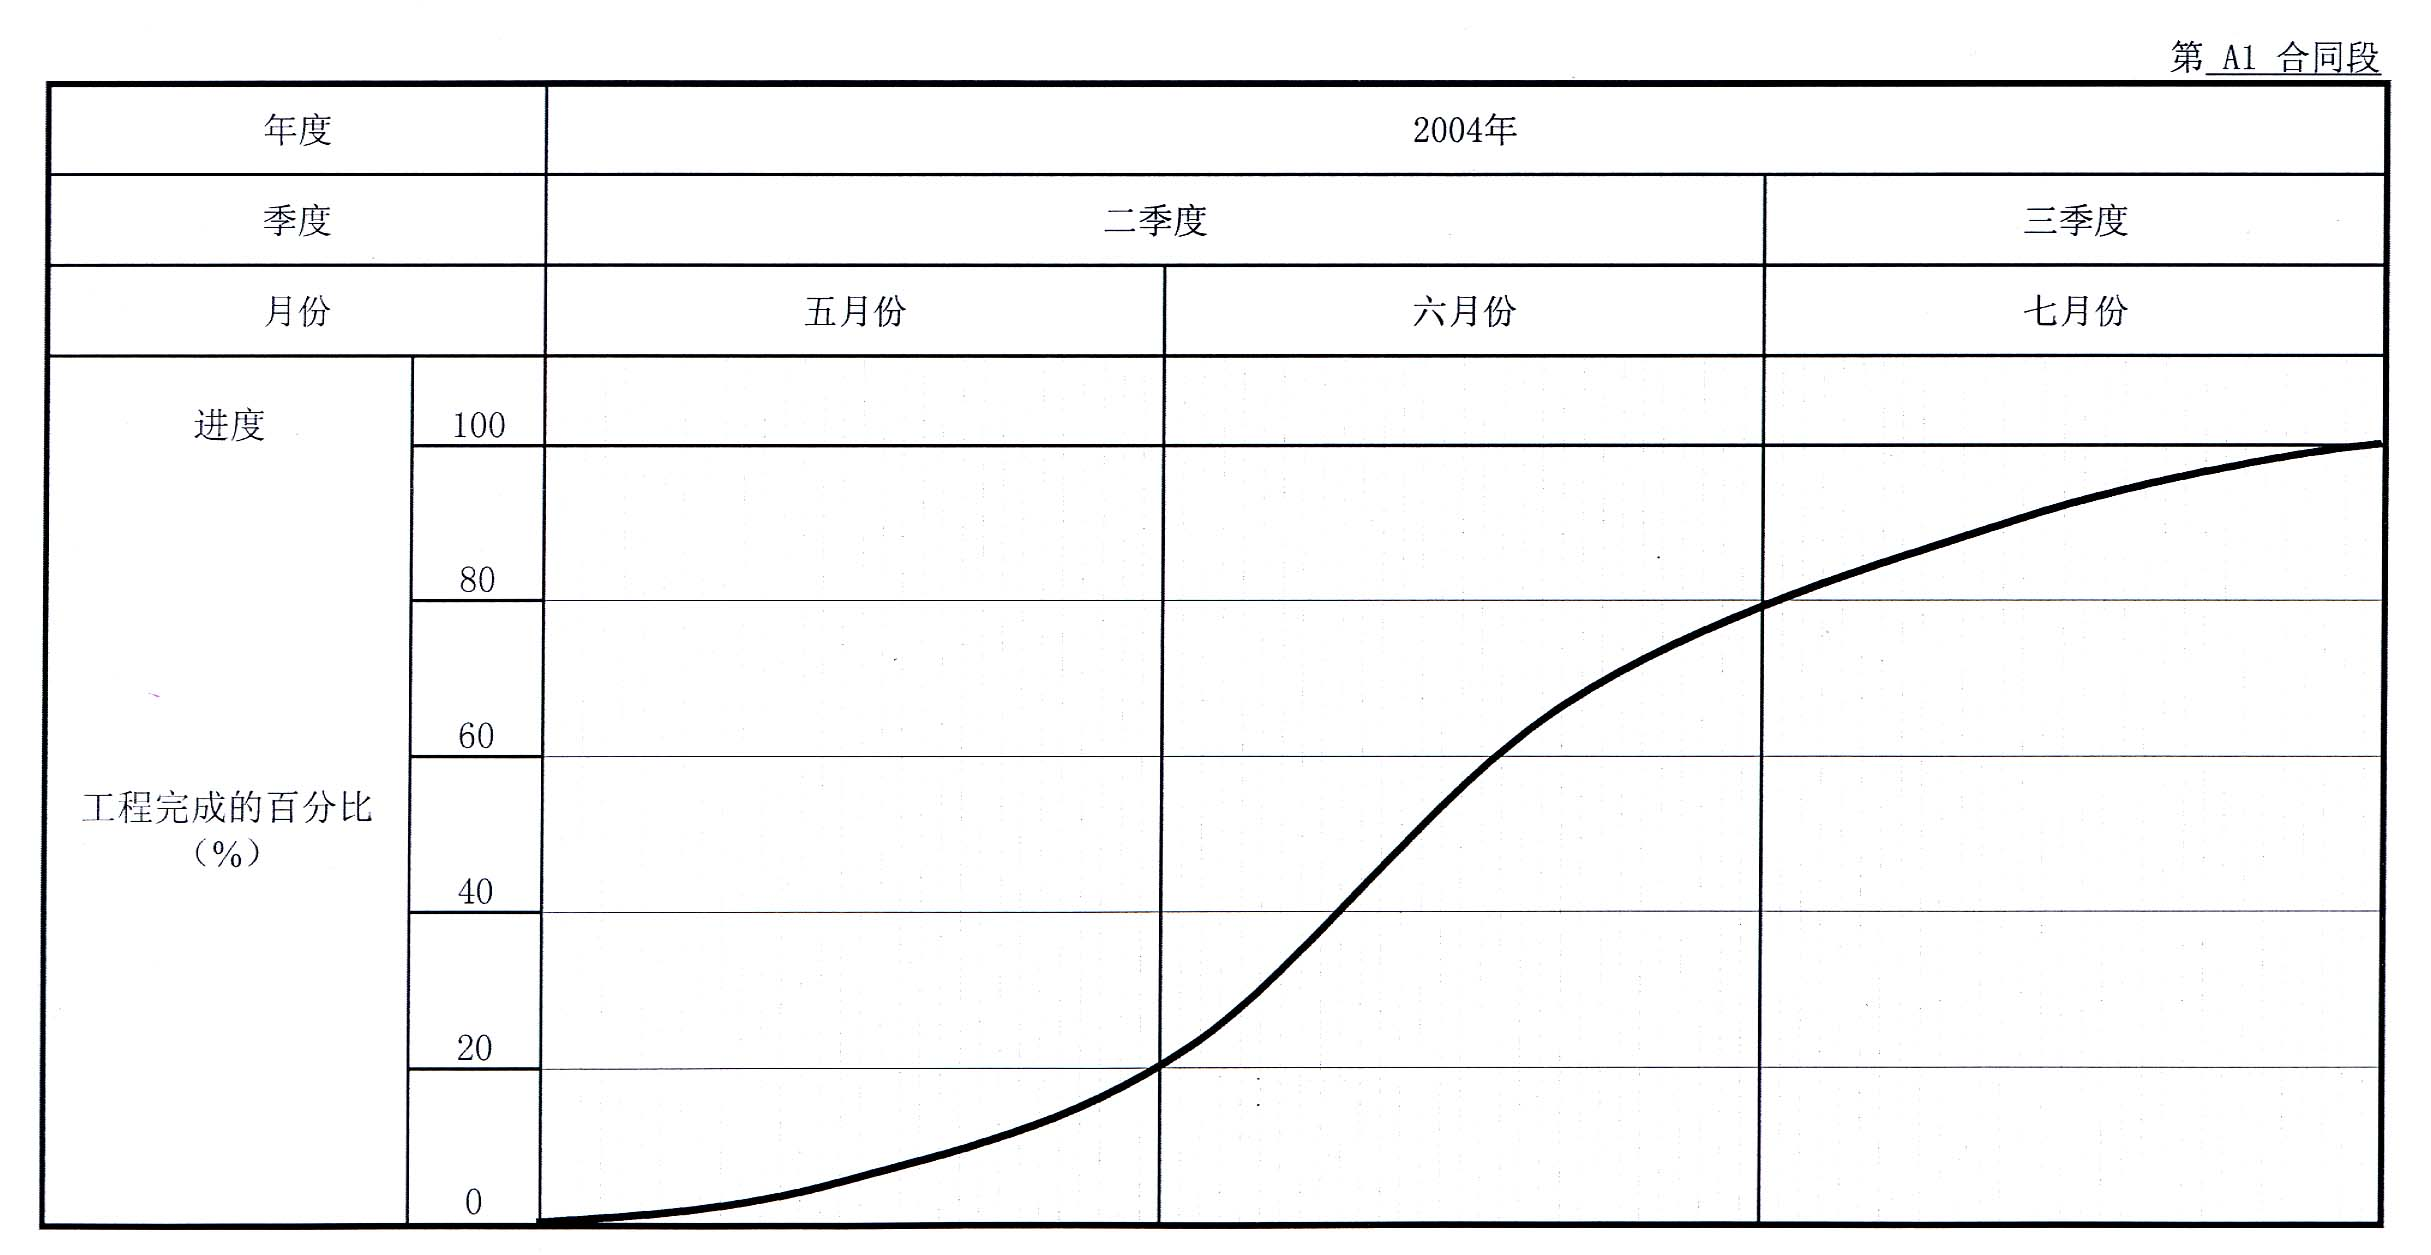 第 A1 合同段
年度 2004年
季度 二季度 三季度
月份 五月份 六月份 七月份
进度 100
80
60
工程完成的百分比
(%)
40
20
0